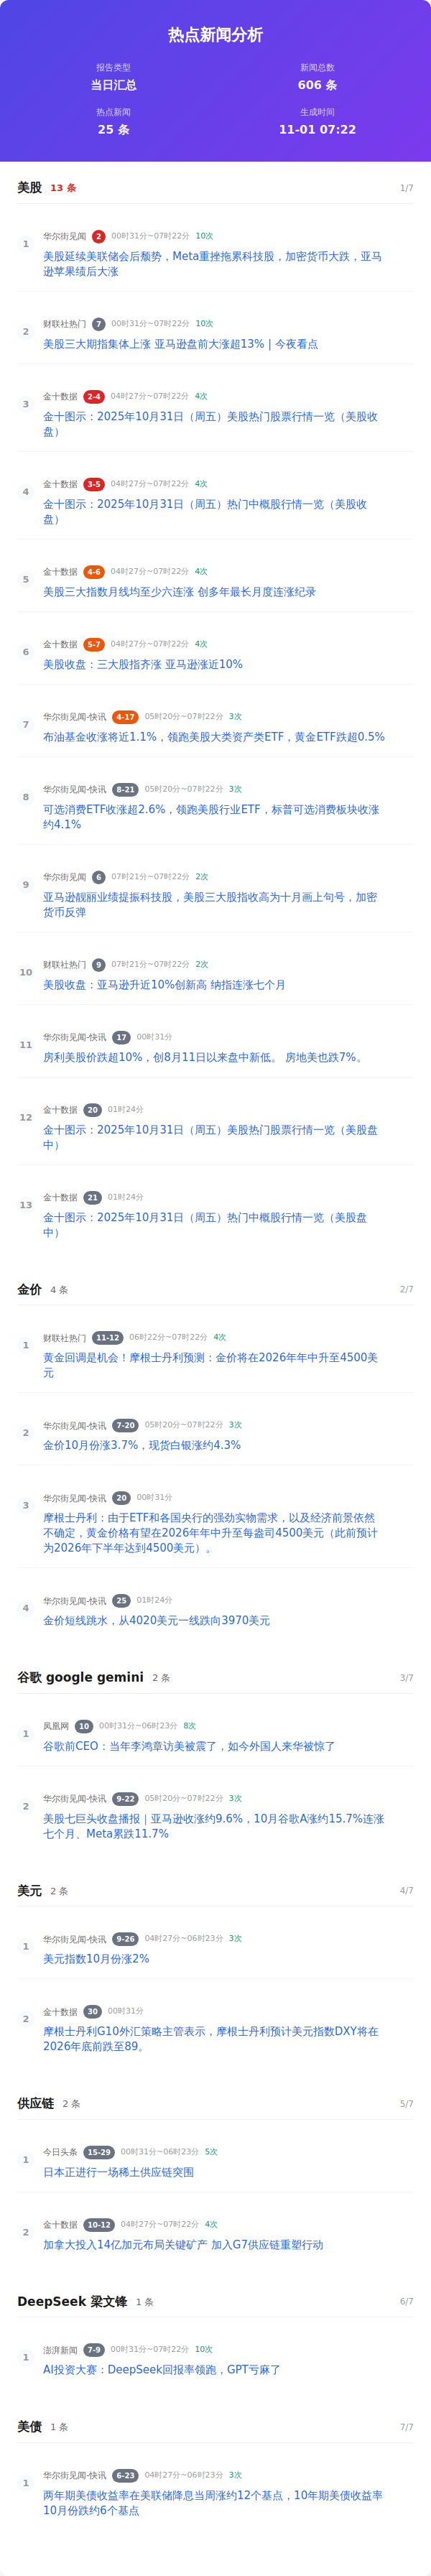 热点新闻分析
报告类型
新闻总数
当日汇总
606 条
热点新闻
生成时间
25 条
11-01 07:22
美股 13 条 1/7
1
华尔街见闻 2 00时31分~07时22分 10次
美股延续美联储会后颓势，Meta重挫拖累科技股，加密货币大跌，亚马
逊苹果绩后大涨
2
财联社热门 7 00时31分~07时22分 10次
美股三大期指集体上涨 亚马逊盘前大涨超13% | 今夜看点
3
金十数据 2-4 04时27分~07时22分 4次
金十图示：2025年10月31日（周五）美股热门股票行情一览（美股收
盘）
4
金十数据 3-5 04时27分~07时22分 4次
金十图示：2025年10月31日（周五）热门中概股行情一览（美股收
盘）
5
金十数据 4-6 04时27分~07时22分 4次
美股三大指数月线均至少六连涨 创多年最长月度连涨纪录
6
金十数据 5-7 04时27分~07时22分 4次
美股收盘：三大股指齐涨 亚马逊涨近10%
7
华尔街见闻-快讯 4-17 05时20分~07时22分 3次
布油基金收涨将近1.1%，领跑美股大类资产类ETF，黄金ETF跌超0.5%
8
华尔街见闻-快讯 8-21 05时20分~07时22分 3次
可选消费ETF收涨超2.6%，领跑美股行业ETF，标普可选消费板块收涨
约4.1%
9
华尔街见闻 6 07时21分~07时22分 2次
亚马逊靓丽业绩提振科技股，美股三大股指收高为十月画上句号，加密
货币反弹
10
财联社热门 9 07时21分~07时22分 2次
美股收盘：亚马逊升近10%创新高 纳指连涨七个月
11
华尔街见闻-快讯 17 00时31分
房利美股价跌超10%，创8月11日以来盘中新低。 房地美也跌7%。
12
金十数据 20 01时24分
金十图示：2025年10月31日（周五）美股热门股票行情一览（美股盘
中）
13
金十数据 21 01时24分
金十图示：2025年10月31日（周五）热门中概股行情一览（美股盘
中）
金价 4 条 2/7
1
财联社热门 11-12 06时22分~07时22分 4次
黄金回调是机会！摩根士丹利预测：金价将在2026年年中升至4500美
元
2
华尔街见闻-快讯 7-20 05时20分~07时22分 3次
金价10月份涨3.7%，现货白银涨约4.3%
3
华尔街见闻-快讯 20 00时31分
摩根士丹利：由于ETF和各国央行的强劲实物需求，以及经济前景依然
不确定，黄金价格有望在2026年年中升至每盎司4500美元（此前预计
为2026年下半年达到4500美元）。
4
华尔街见闻-快讯 25 01时24分
金价短线跳水，从4020美元一线跌向3970美元
谷歌 google gemini 2 条 3/7
1
凤凰网 10 00时31分~06时23分 8次
谷歌前CEO：当年李鸿章访美被震了，如今外国人来华被惊了
2
华尔街见闻-快讯 9-22 05时20分~07时22分 3次
美股七巨头收盘播报｜亚马逊收涨约9.6%，10月谷歌A涨约15.7%连涨
七个月、Meta累跌11.7%
美元 2 条 4/7
1
华尔街见闻-快讯 9-26 04时27分~06时23分 3次
美元指数10月份涨2%
2
金十数据 30 00时31分
摩根士丹利G10外汇策略主管表示，摩根士丹利预计美元指数DXY将在
2026年底前跌至89。
供应链 2 条 5/7
1
今日头条 15-29 00时31分~06时23分 5次
日本正进行一场稀土供应链突围
2
金十数据 10-12 04时27分~07时22分 4次
加拿大投入14亿加元布局关键矿产 加入G7供应链重塑行动
DeepSeek 梁文锋 1 条 6/7
1
澎湃新闻 7-9 00时31分~07时22分 10次
AI投资大赛：DeepSeek回报率领跑，GPT亏麻了
美债 1 条 7/7
1
华尔街见闻-快讯 6-23 04时27分~06时23分 3次
两年期美债收益率在美联储降息当周涨约12个基点，10年期美债收益率
10月份跌约6个基点